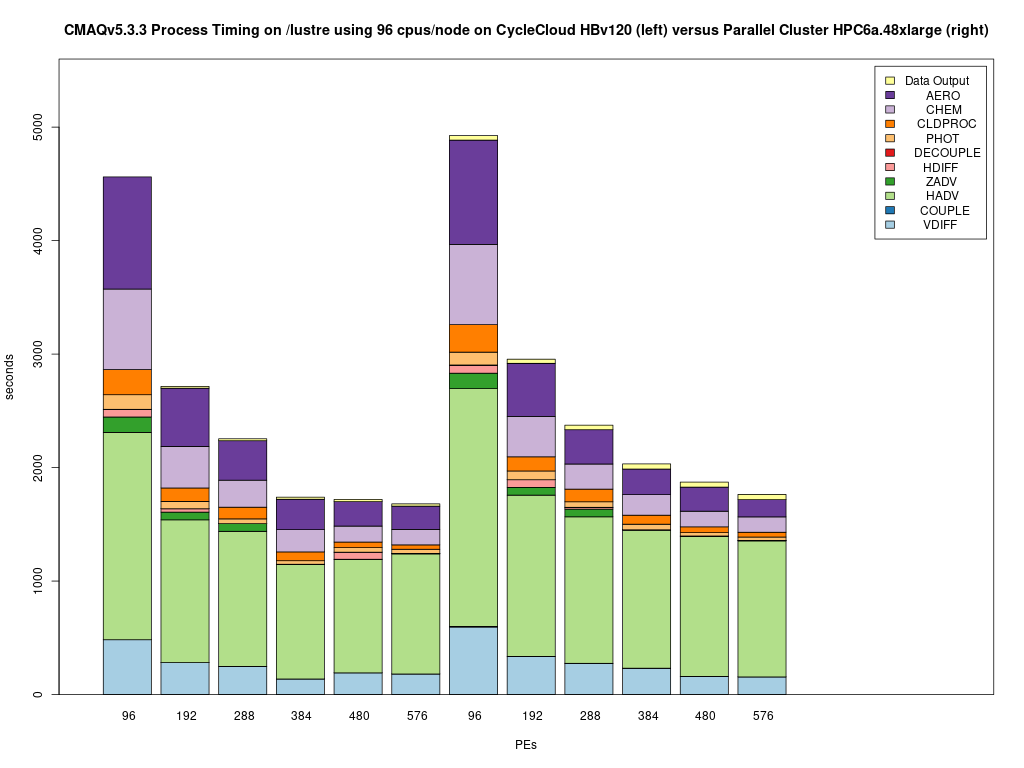 CMAQv5.3.3 Process Timing on /lustre using 96 cpus/node on CycleCloud HBv120 (left) versus Parallel Cluster HPC6a.48xlarge (right)
Data Output
AERO
CHEM
CLDPROC
PHOT
DECOUPLE
HDIFF
ZADV
HADV
COUPLE
VDIFF
5000
4000
3000
2000
1000
0
seconds
96 192 288 384 480 576 96 192 288 384 480 576
PEs